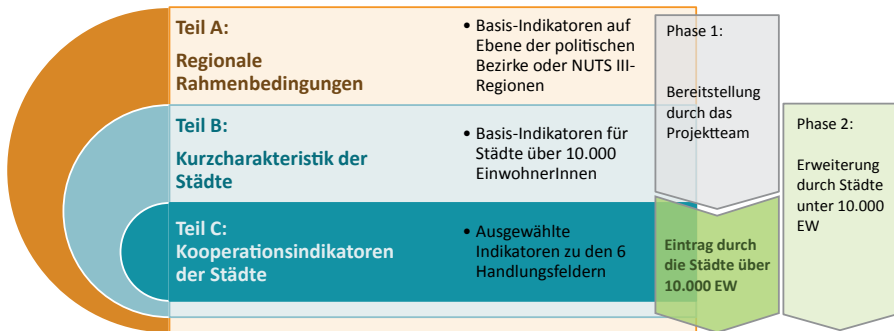 Teil A:
Regionale
Rahmenbedingungen
• Basis-Indikatoren auf
Ebene der politischen
Bezirke oder NUTS III-
Regionen
Teil B:
Kurzcharakteristik der
Städte
• Basis-Indikatoren für
Städte über 10.000
EinwohnerInnen
Teil C:
Kooperationsindikatoren
der Städte
• Ausgewählte
Indikatoren zu den 6
Handlungsfeldern
Phase 1:
Bereitstellung
durch das
Projektteam
Eintrag durch
die Städte über
10.000 EW
Phase 2:
Erweiterung
durch Städte
unter 10.000
EW